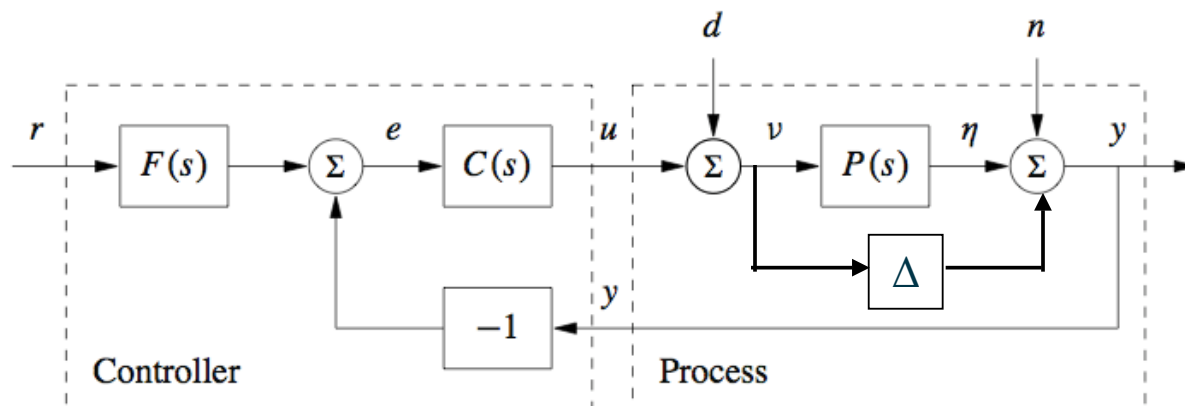 d n
r F(s) Σ e C(s) u Σ ν P(s) η Σ y
Δ
−1 y
Controller Process